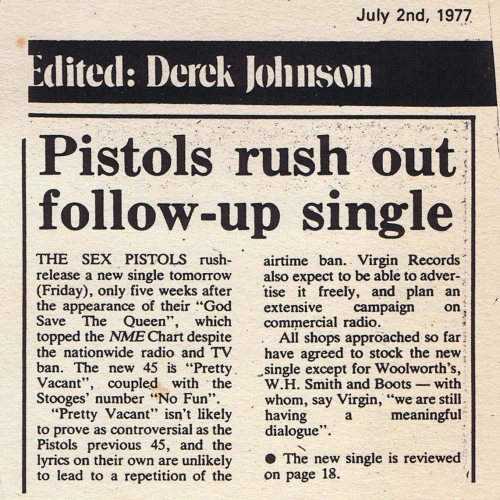 July 2nd, 1977
Edited: Derek Johnson
Pistols rush out
follow-up single
THE SEX PISTOLS rush-
release a new single tomorrow
(Friday), only five weeks after
the appearance of their “God
Save The Queen”, which
topped the NME Chart despite
the nationwide radio and TV
ban. The new 45 is “Pretty
Vacant”, coupled with the
Stooges’ number “No Fun”.
“Pretty Vacant” isn’t likely
to prove as controversial as the
Pistols previous 45, and the
lyrics on their own are unlikely
to lead to a repetition of the
airtime ban. Virgin Records
also expect to be able to adver-
tise it freely, and plan an
extensive campaign on
commercial radio.
All shops approached so far
have agreed to stock the new
single except for Woolworth’s,
W.H. Smith and Boots — with
whom, say Virgin, “we are still
having a meaningful
dialogue”.
● The new single is reviewed
on page 18.